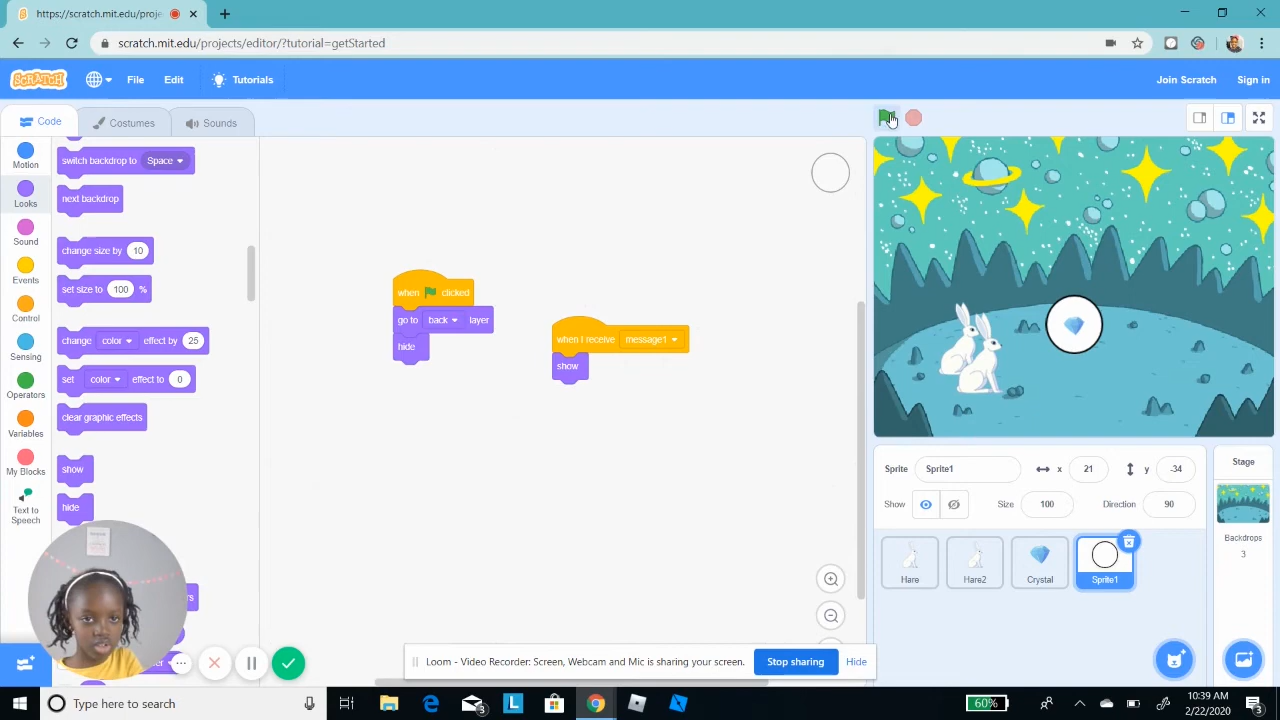 https://scratch.mit.edu/proje
scratch.mit.edu/projects/editor/?tutorial=getStarted
SCRATCH
File
Edit
Tutorials
Join Scratch
Sign in
Code
Costumes
Sounds
Motion
Looks
Sound
Events
Control
Sensing
Operators
Variables
My Blocks
Text to
Speech
switch backdrop to Space
next backdrop
change size by 10
set size to 100 %
change color effect by 25
set color effect to 0
clear graphic effects
show
hide
when clicked
go to back layer
hide
when I receive message1
show
Sprite Sprite1 x 21 y -34
Show Size 100 Direction 90
Hare
Hare2
Crystal
Sprite1
Stage
Backdrops
3
Loom - Video Recorder: Screen, Webcam and Mic is sharing your screen.
Stop sharing
Hide
Type here to search
60%
10:39 AM
2/22/2020